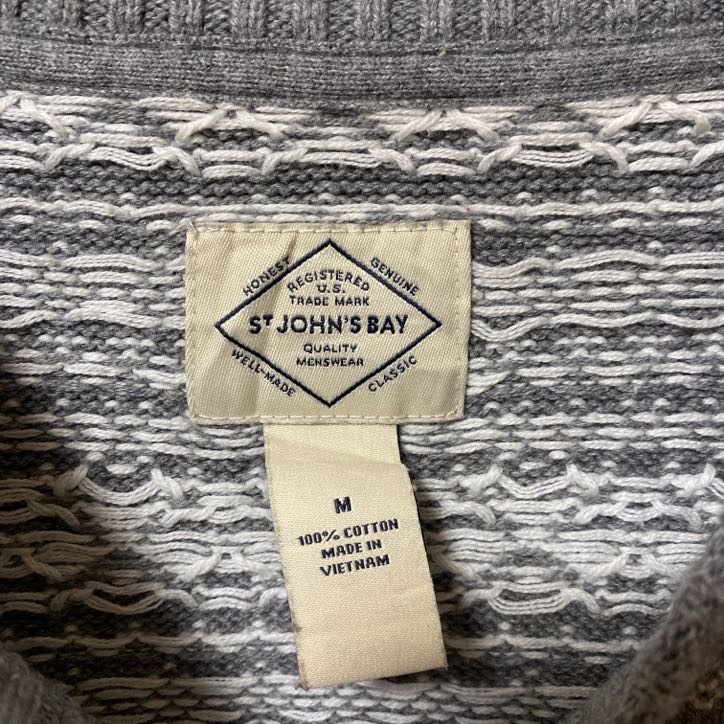 HONEST
GENUINE
REGISTERED
U.S.
TRADE MARK
ST JOHN'S BAY
QUALITY
MENSWEAR
WELL-MADE
CLASSIC
M
100% COTTON
MADE IN
VIETNAM